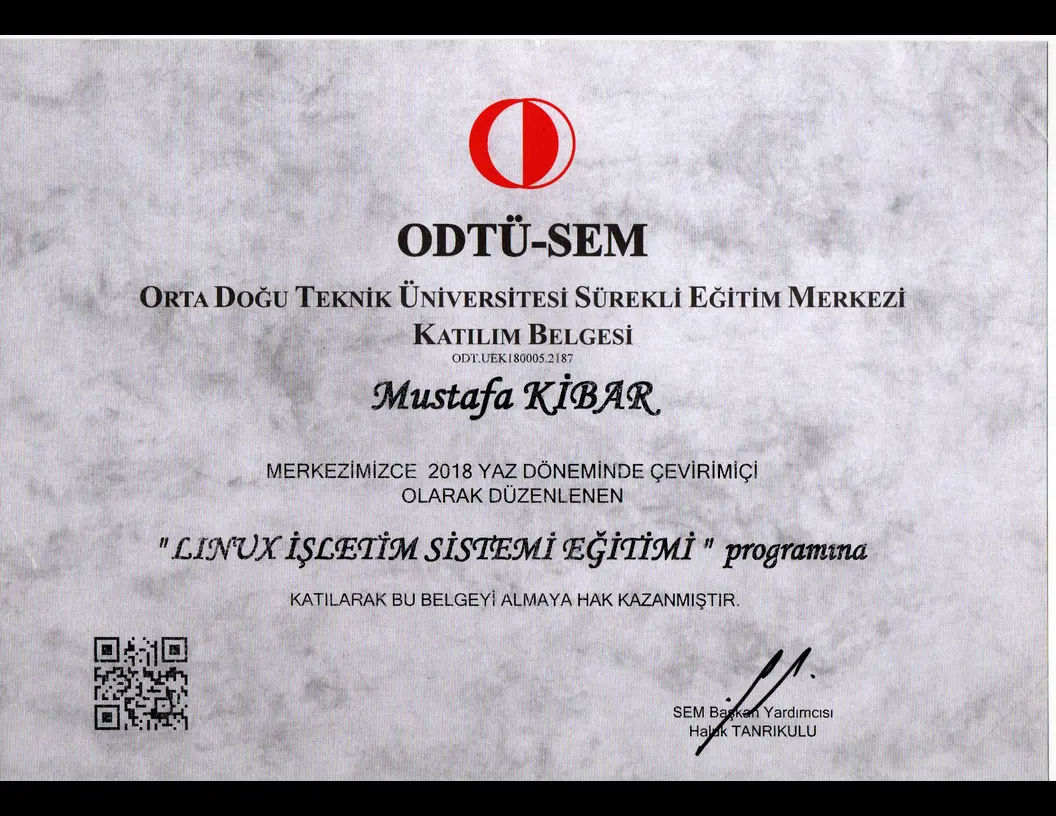 ODTÜ-SEM
ORTA DOĞU TEKNİK ÜNİVERSİTESİ SÜREKLİ EĞİTİM MERKEZİ
KATILIM BELGESİ
ODT.UEK180005.2187
Mustafa KİBAR
MERKEZİMİZCE 2018 YAZ DÖNEMİNDE ÇEVİRİMİÇİ
OLARAK DÜZENLENEN
"LINUX İŞLETİM SİSTEMİ EĞİTİMİ" programına
KATILARAK BU BELGEYİ ALMAYA HAK KAZANMIŞTIR.
SEM Başkan Yardımcısı
Haluk TANRIKULU